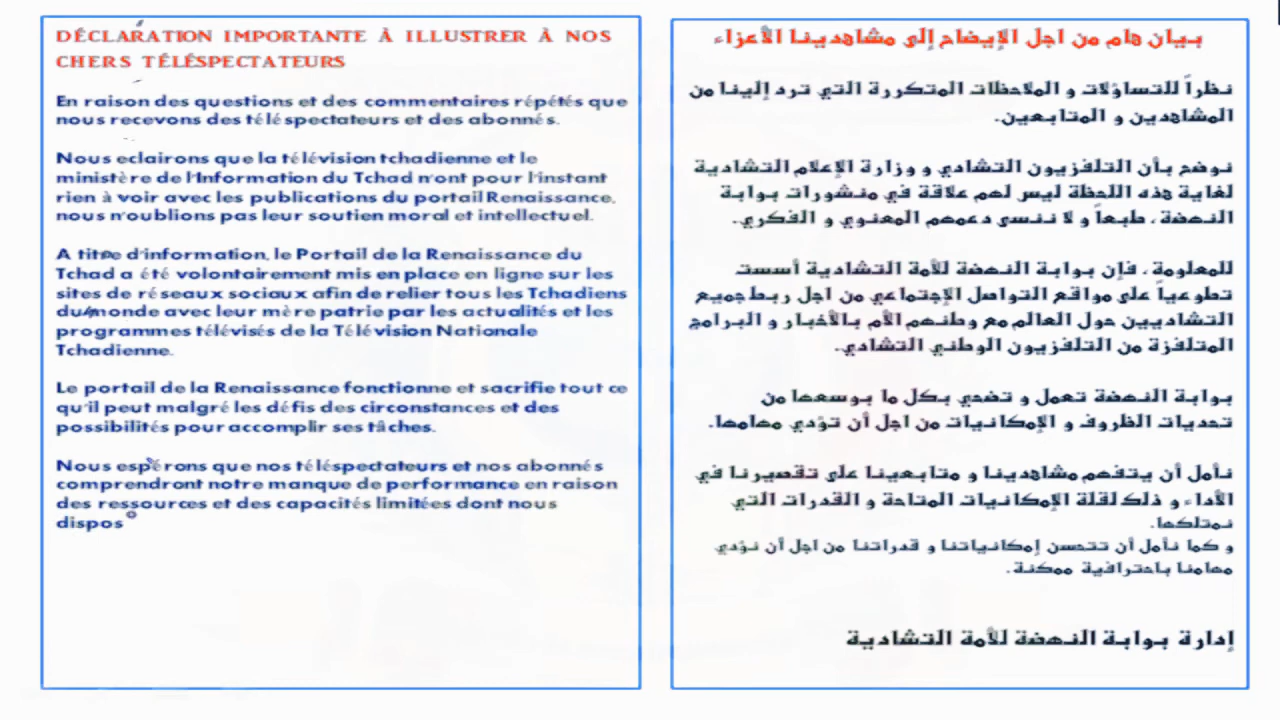 DÉCLARATION IMPORTANTE À ILLUSTRER À NOS
CHERS TÉLÉSPECTATEURS
En raison des questions et des commentaires répétés que
nous recevons des téléspectateurs et des abonnés.
Nous eclairons que la télévision tchadienne et le
ministère de l'Information du Tchad n'ont pour l'instant
rien à voir avec les publications du portail Renaissance,
nous n'oublions pas leur soutien moral et intellectuel.
A titre d'information, le Portail de la Renaissance du
Tchad a été volontairement mis en place en ligne sur les
sites de réseaux sociaux afin de relier tous les Tchadiens
du monde avec leur mère patrie par les actualités et les
programmes télévisés de la Télévision Nationale
Tchadienne.
Le portail de la Renaissance fonctionne et sacrifie tout ce
qu'il peut malgré les défis des circonstances et des
possibilités pour accomplir ses tâches.
Nous espérons que nos téléspectateurs et nos abonnés
comprendront notre manque de performance en raison
des ressources et des capacités limitées dont nous
dispos
بيان هام من اجل الإيضاح إلى مشاهدينا الأعزاء
نظراً للتساؤلات و الملاحظات المتكررة التي ترد إلينا من
المشاهدين و المتابعين.
نوضح بأن التلفزيون التشادي و وزارة الإعلام التشادية
لغاية هذه اللحظة ليس لهم علاقة في منشورات بوابة
النهضة ، طبعاً و لا ننسى دعمهم المعنوي و الفكري.
للمعلومة ، فإن بوابة النهضة للأمة التشادية أسست
تطوعياً على مواقع التواصل الإجتماعي من اجل ربط جميع
التشاديين حول العالم مع وطنهم الأم بالأخبار و البرامج
المتلفزة من التلفزيون الوطني التشادي.
بوابة النهضة تعمل و تضحي بكل ما بوسعها من
تحديات الظروف و الإمكانيات من اجل أن تؤدي مهامها.
نأمل أن يتفهم مشاهدينا و متابعينا على تقصيرنا في
الأداء و ذلك لقلة الإمكانيات المتاحة و القدرات التي
نمتلكها.
و كما نأمل أن تتحسن إمكانياتنا و قدراتنا من اجل أن نؤدي
مهامنا باحترافية ممكنة.
إدارة بوابة النهضة للأمة التشادية